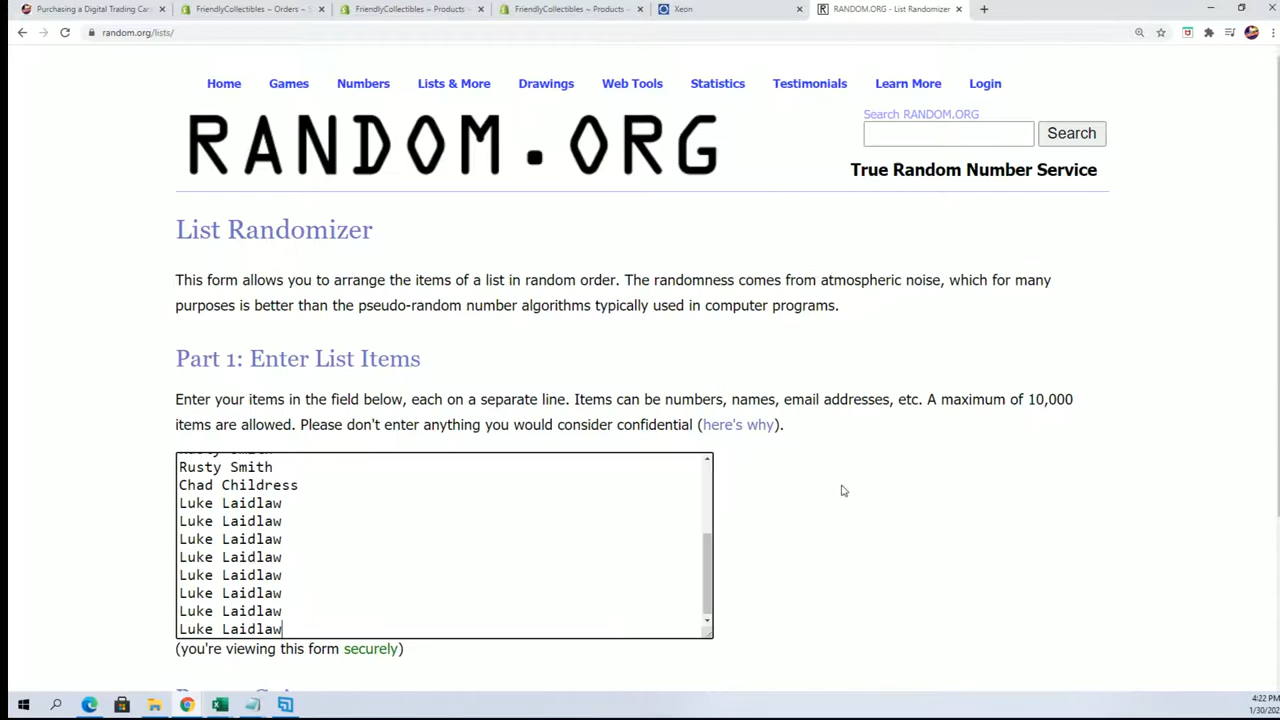 Purchasing a Digital Trading Car
FriendlyCollectibles ~ Orders ~ S
FriendlyCollectibles ~ Products ~
FriendlyCollectibles ~ Products ~
Xeon
RANDOM.ORG - List Randomizer
random.org/lists/
Home
Games
Numbers
Lists & More
Drawings
Web Tools
Statistics
Testimonials
Learn More
Login
RANDOM.ORG
Search RANDOM.ORG
Search
True Random Number Service
List Randomizer
This form allows you to arrange the items of a list in random order. The randomness comes from atmospheric noise, which for many
purposes is better than the pseudo-random number algorithms typically used in computer programs.
Part 1: Enter List Items
Enter your items in the field below, each on a separate line. Items can be numbers, names, email addresses, etc. A maximum of 10,000
items are allowed. Please don't enter anything you would consider confidential (here's why).
Rusty Smith
Chad Childress
Luke Laidlaw
Luke Laidlaw
Luke Laidlaw
Luke Laidlaw
Luke Laidlaw
Luke Laidlaw
Luke Laidlaw
Luke Laidlaw
(you're viewing this form securely)
4:22 PM
1/30/202